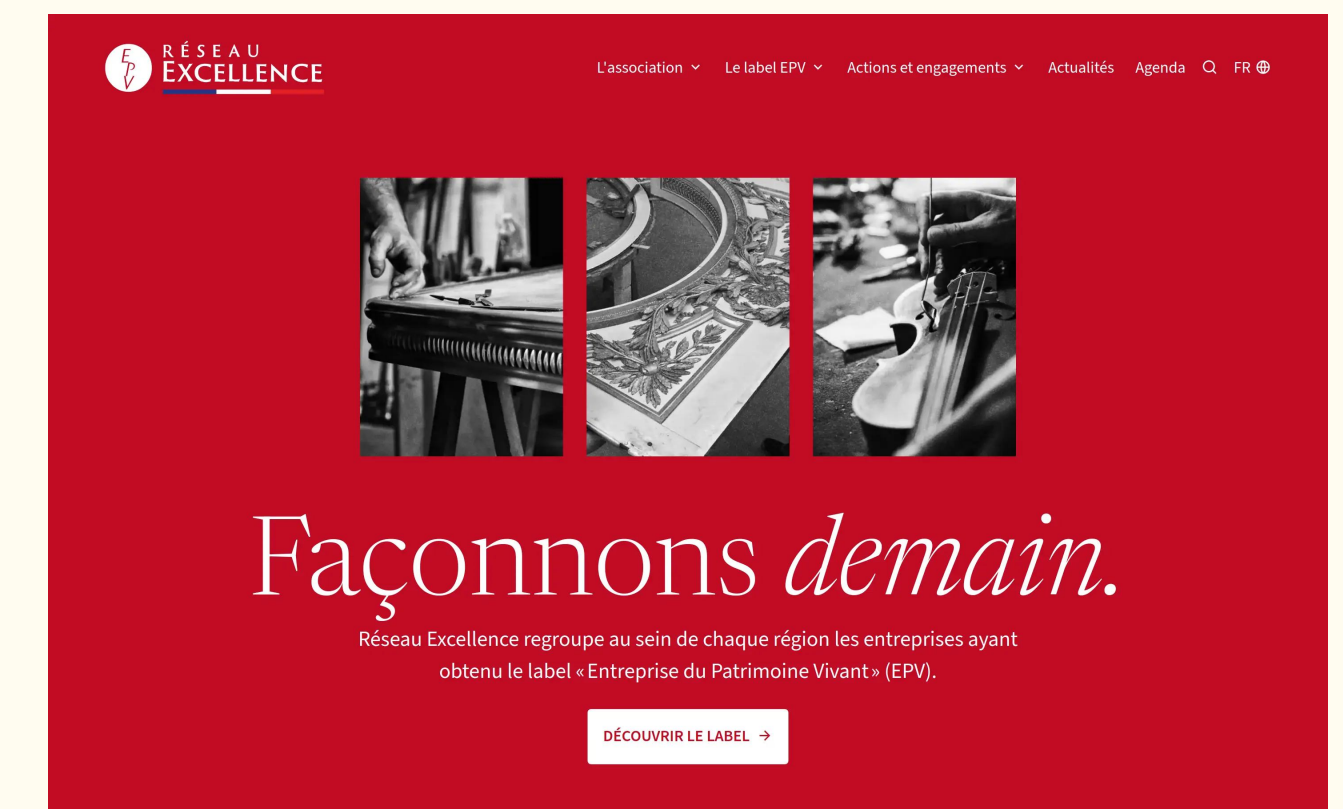 EPV
RÉSEAU
EXCELLENCE
L'association
Le label EPV
Actions et engagements
Actualités
Agenda
FR
Façonnons demain.
Réseau Excellence regroupe au sein de chaque région les entreprises ayant
obtenu le label « Entreprise du Patrimoine Vivant » (EPV).
DÉCOUVRIR LE LABEL →